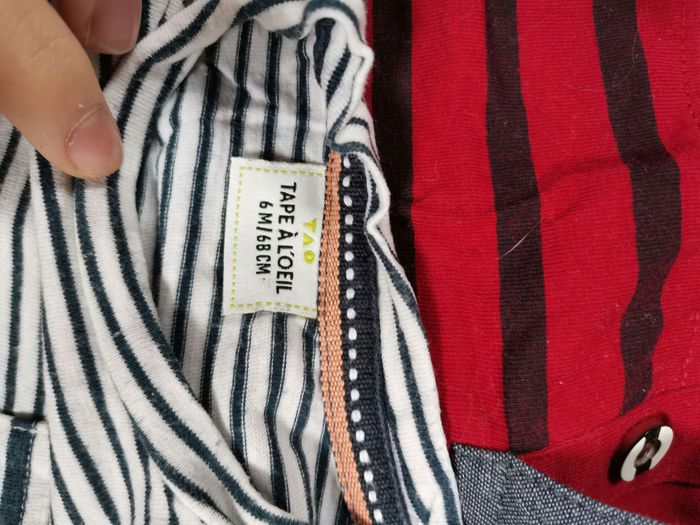 TAO
TAPE À L'OEIL
6M/68CM.